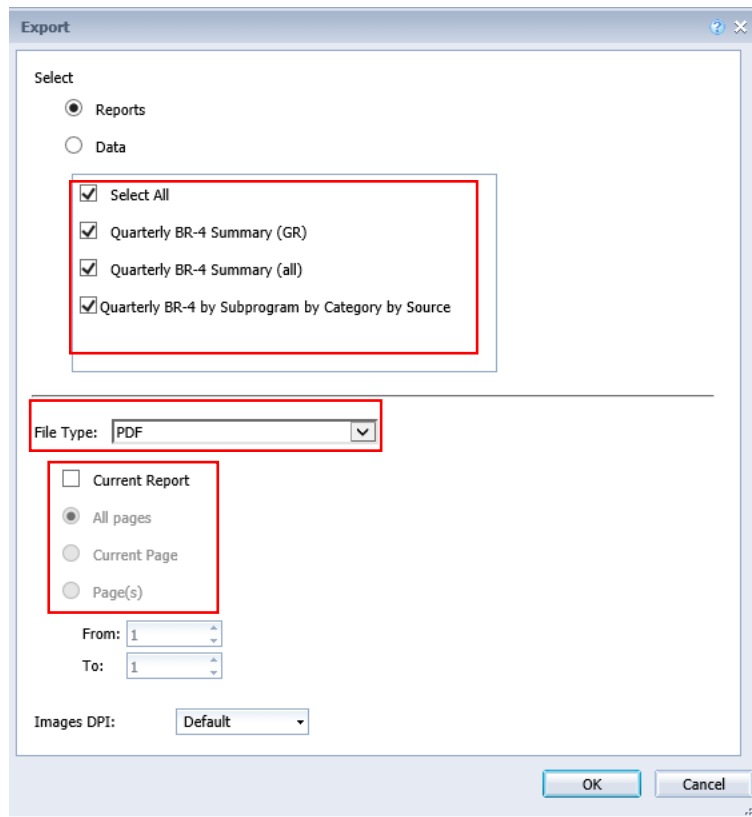 Export
Select
Reports
Data
Select All
Quarterly BR-4 Summary (GR)
Quarterly BR-4 Summary (all)
Quarterly BR-4 by Subprogram by Category by Source
File Type: PDF
Current Report
All pages
Current Page
Page(s)
From: 1
To: 1
Images DPI: Default
OK Cancel